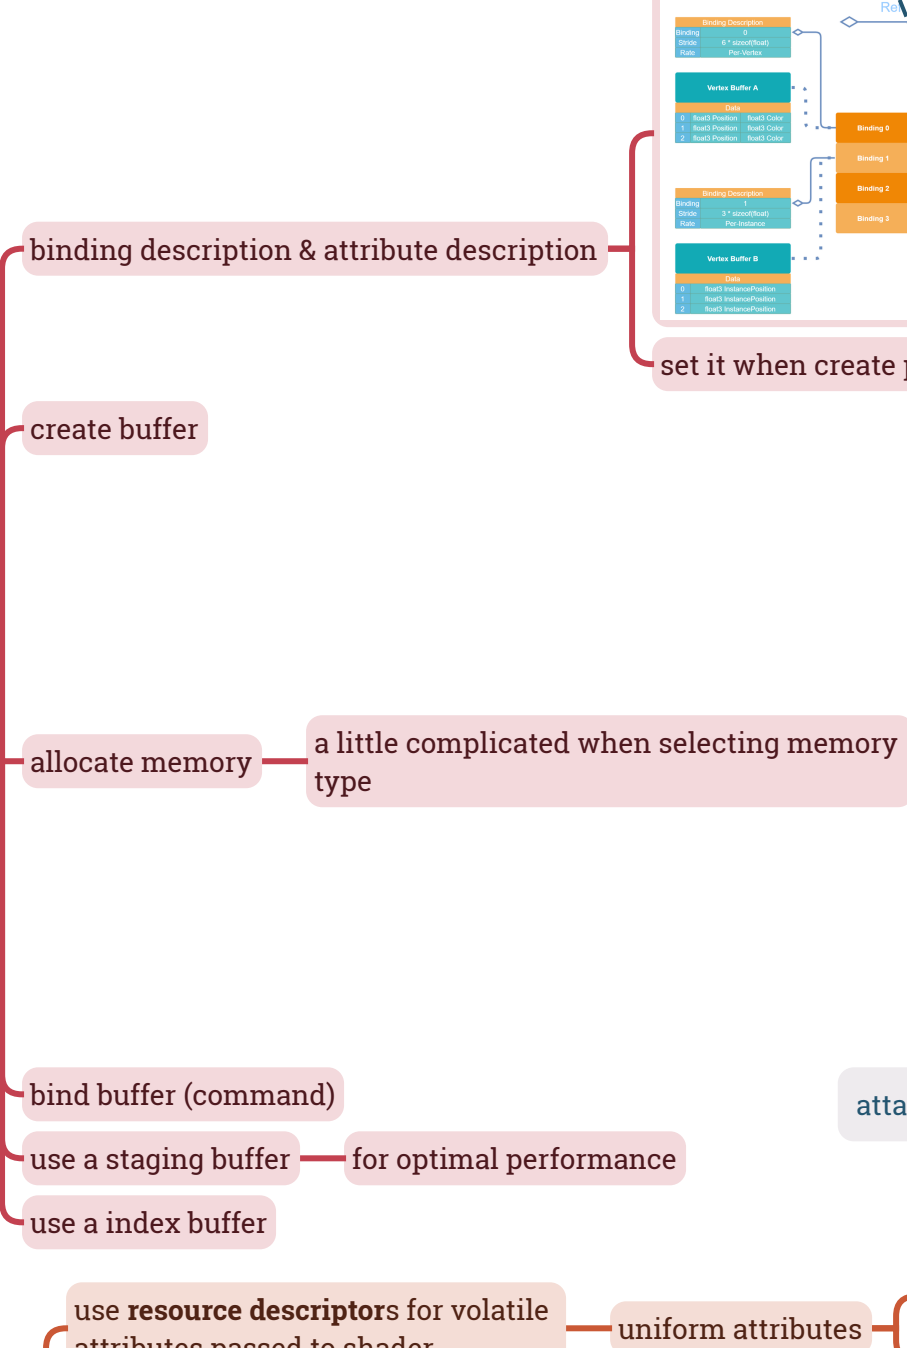 Binding Description
Binding 0
Stride 6 * sizeof(float)
Rate Per-Vertex
Vertex Buffer A
Data
0 float3 Position float3 Color
1 float3 Position float3 Color
2 float3 Position float3 Color
Binding 0
Binding 1
Binding 2
Binding 3
Binding Description
Binding 1
Stride 3 * sizeof(float)
Rate Per-Instance
Vertex Buffer B
Data
0 float3 InstancePosition
1 float3 InstancePosition
2 float3 InstancePosition
binding description & attribute description
set it when create
create buffer
a little complicated when selecting memory
type
allocate memory
bind buffer (command)
use a staging buffer
for optimal performance
use a index buffer
use resource descriptors for volatile
attributes passed to shader
uniform attributes